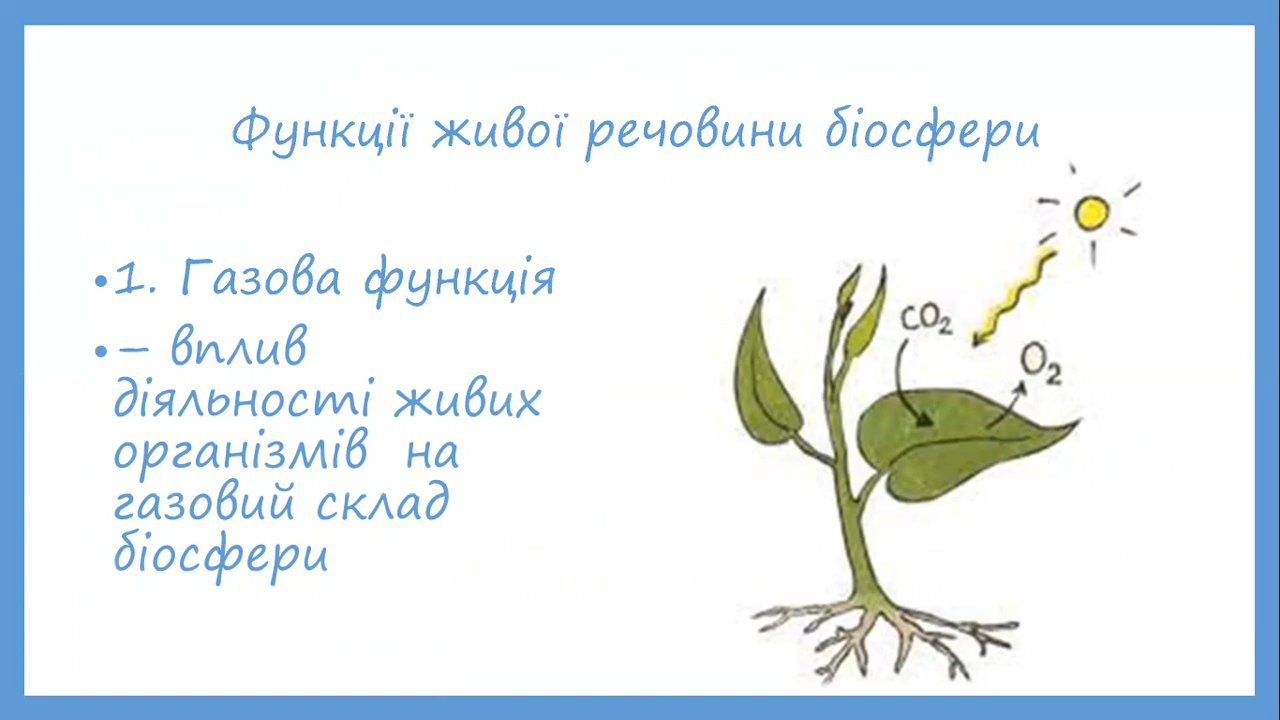 Функції живої речовини біосфери
•1. Газова функція
•– вплив
діяльності живих
організмів на
газовий склад
біосфери
CO₂
O₂